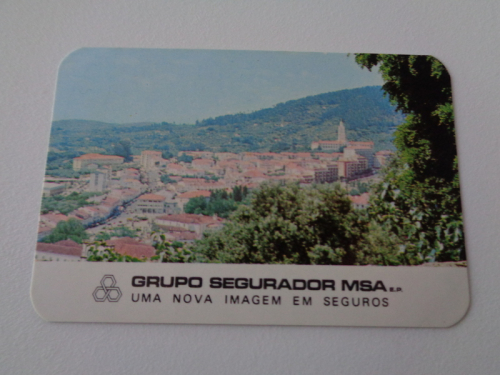 GRUPO SEGURADOR MSA E.P.
UMA NOVA IMAGEM EM SEGUROS